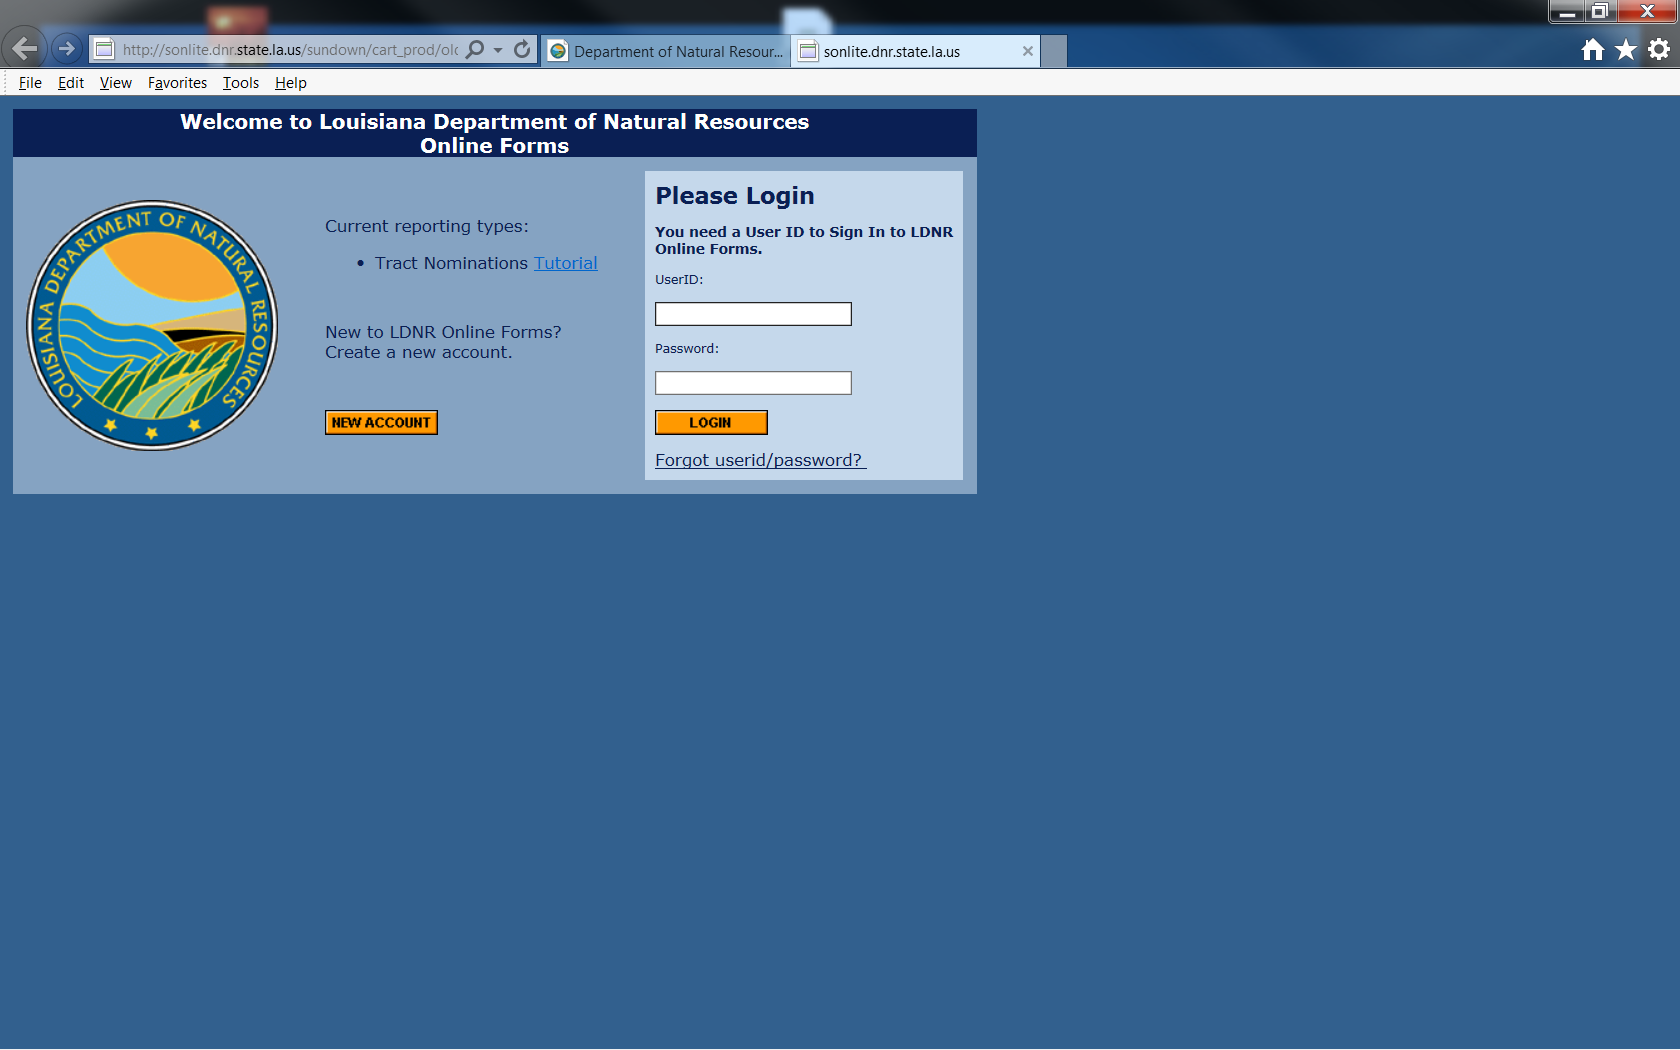 http://sonlite.dnr.state.la.us/sundown/cart_prod/old
Department of Natural Resour...
sonlite.dnr.state.la.us
File Edit View Favorites Tools Help
Welcome to Louisiana Department of Natural Resources
Online Forms
LOUISIANA DEPARTMENT OF NATURAL RESOURCES
Current reporting types:
• Tract Nominations Tutorial
New to LDNR Online Forms?
Create a new account.
NEW ACCOUNT
Please Login
You need a User ID to Sign In to LDNR
Online Forms.
UserID:
Password:
LOGIN
Forgot userid/password?